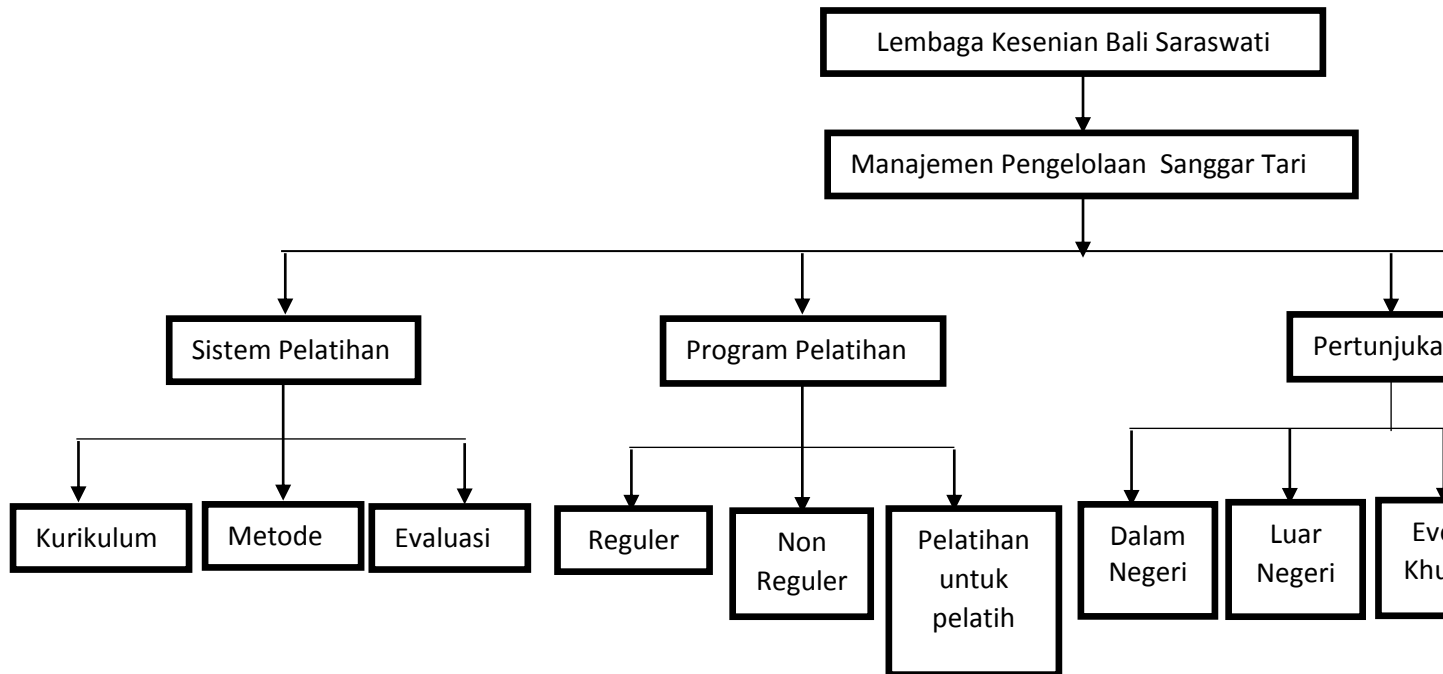 Lembaga Kesenian Bali Saraswati
Manajemen Pengelolaan Sanggar Tari
Sistem Pelatihan
Program Pelatihan
Kurikulum
Metode
Evaluasi
Reguler
Non
Reguler
Pelatihan
untuk
pelatih
Dalam
Negeri
Luar
Negeri